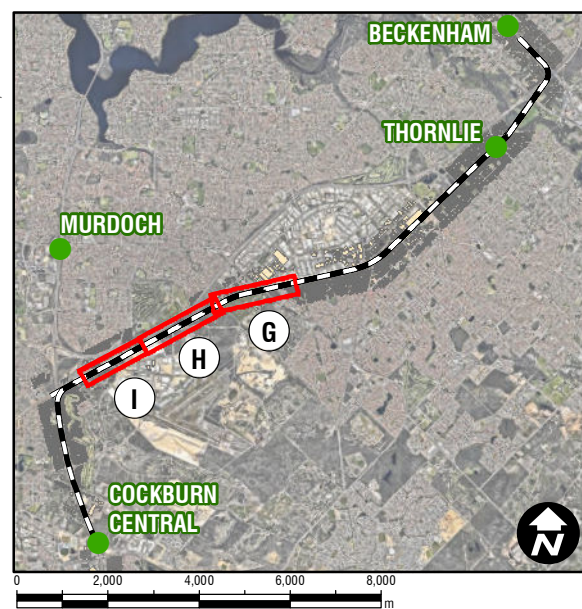 BECKENHAM
THORNLIE
MURDOCH
G
H
I
COCKBURN
CENTRAL
N
0 2,000 4,000 6,000 8,000
m